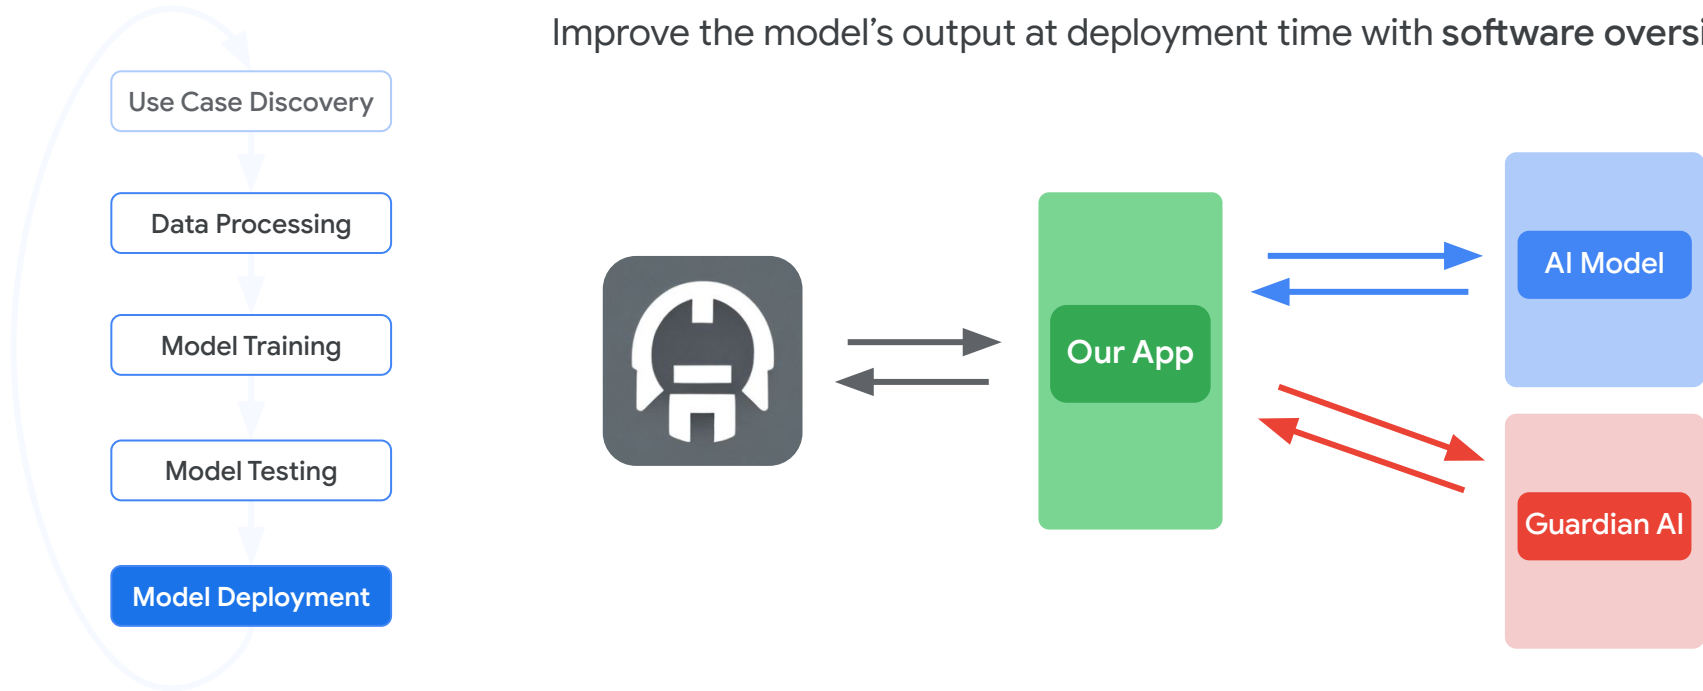 Improve the model’s output at deployment time with software oversi
Use Case Discovery
Data Processing
Model Training
Model Testing
Model Deployment
Our App
AI Model
Guardian AI